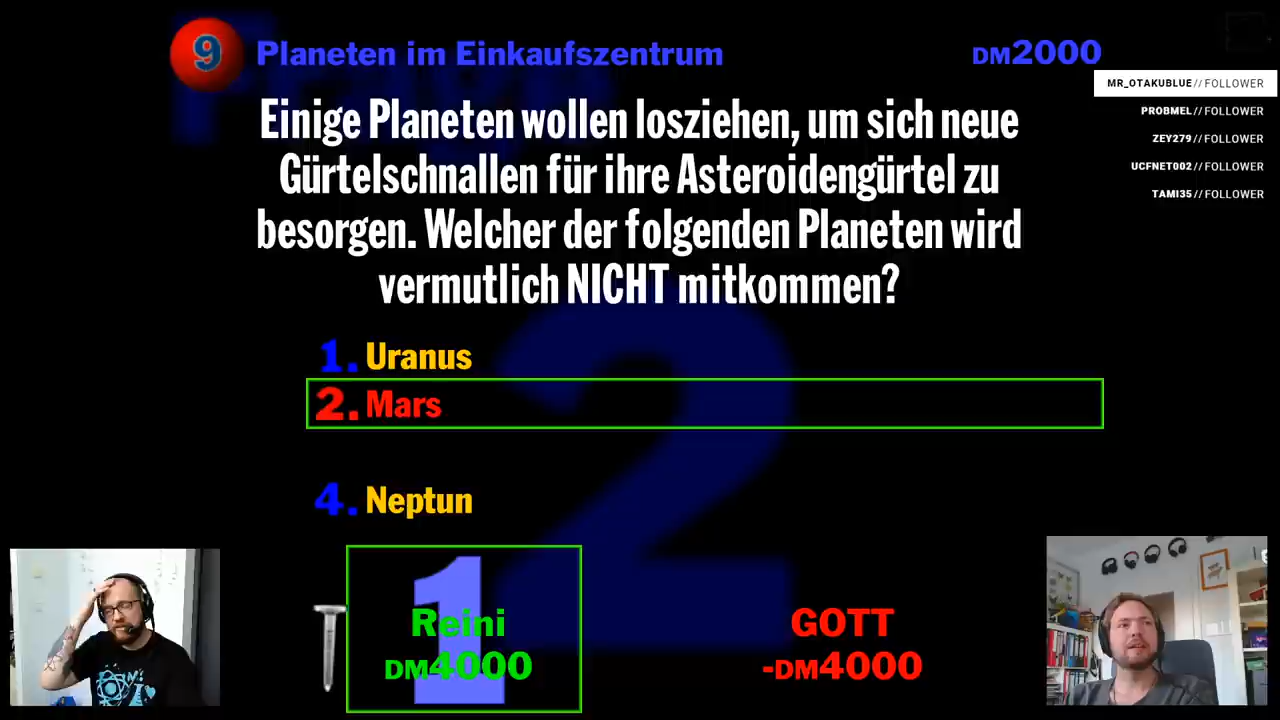 9 Planeten im Einkaufszentrum DM2000
MR_OTAKUBLUE//FOLLOWER
PROBMEL//FOLLOWER
ZEY279//FOLLOWER
UCFNET002//FOLLOWER
TAMI35//FOLLOWER
Einige Planeten wollen losziehen, um sich neue
Gürtelschnallen für ihre Asteroidengürtel zu
besorgen. Welcher der folgenden Planeten wird
vermutlich NICHT mitkommen?
1. Uranus
2. Mars
4. Neptun
2
1
Reini
DM4000
GOTT
-DM4000